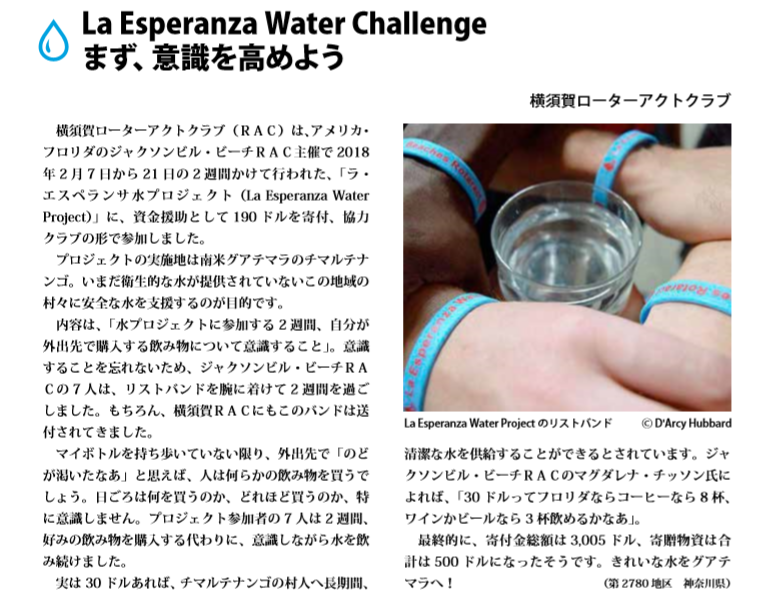 La Esperanza Water Challenge
まず、意識を高めよう
横須賀ローターアクトクラブ
横須賀ローターアクトクラブ（ＲＡＣ）は、アメリカ・
フロリダのジャクソンビル・ビーチＲＡＣ主催で2018
年２月７日から21日の２週間かけて行われた、「ラ・
エスペランサ水プロジェクト（La Esperanza Water
Project）」に、資金援助として190ドルを寄付、協力
クラブの形で参加しました。
プロジェクトの実施地は南米グアテマラのチマルテナ
ンゴ。いまだ衛生的な水が提供されていないこの地域の
村々に安全な水を支援するのが目的です。
内容は、「水プロジェクトに参加する２週間、自分が
外出先で購入する飲み物について意識すること」。意識
することを忘れないため、ジャクソンビル・ビーチＲＡ
Ｃの７人は、リストバンドを腕に着けて２週間を過ご
しました。もちろん、横須賀ＲＡＣにもこのバンドは送
付されてきました。
マイボトルを持ち歩いていない限り、外出先で「のど
が渇いたなあ」と思えば、人は何らかの飲み物を買うで
しょう。日ごろは何を買うのか、どれほど買うのか、特
に意識しません。プロジェクト参加者の７人は２週間、
好みの飲み物を購入する代わりに、意識しながら水を飲
み続けました。
実は30ドルあれば、チマルテナンゴの村人へ長期間、
Beaches Rotarac
La Esperanza Wa
es Rotarac
La Esperanza Water Project のリストバンド　© D'Arcy Hubbard
清潔な水を供給することができるとされています。ジャ
クソンビル・ビーチＲＡＣのマグダレナ・チッソン氏に
よれば、「30ドルってフロリダならコーヒーなら８杯、
ワインかビールなら３杯飲めるかなあ」。
最終的に、寄付金総額は3,005ドル、寄贈物資は合
計は500ドルになったそうです。きれいな水をグアテ
マラへ！　（第2780地区　神奈川県）